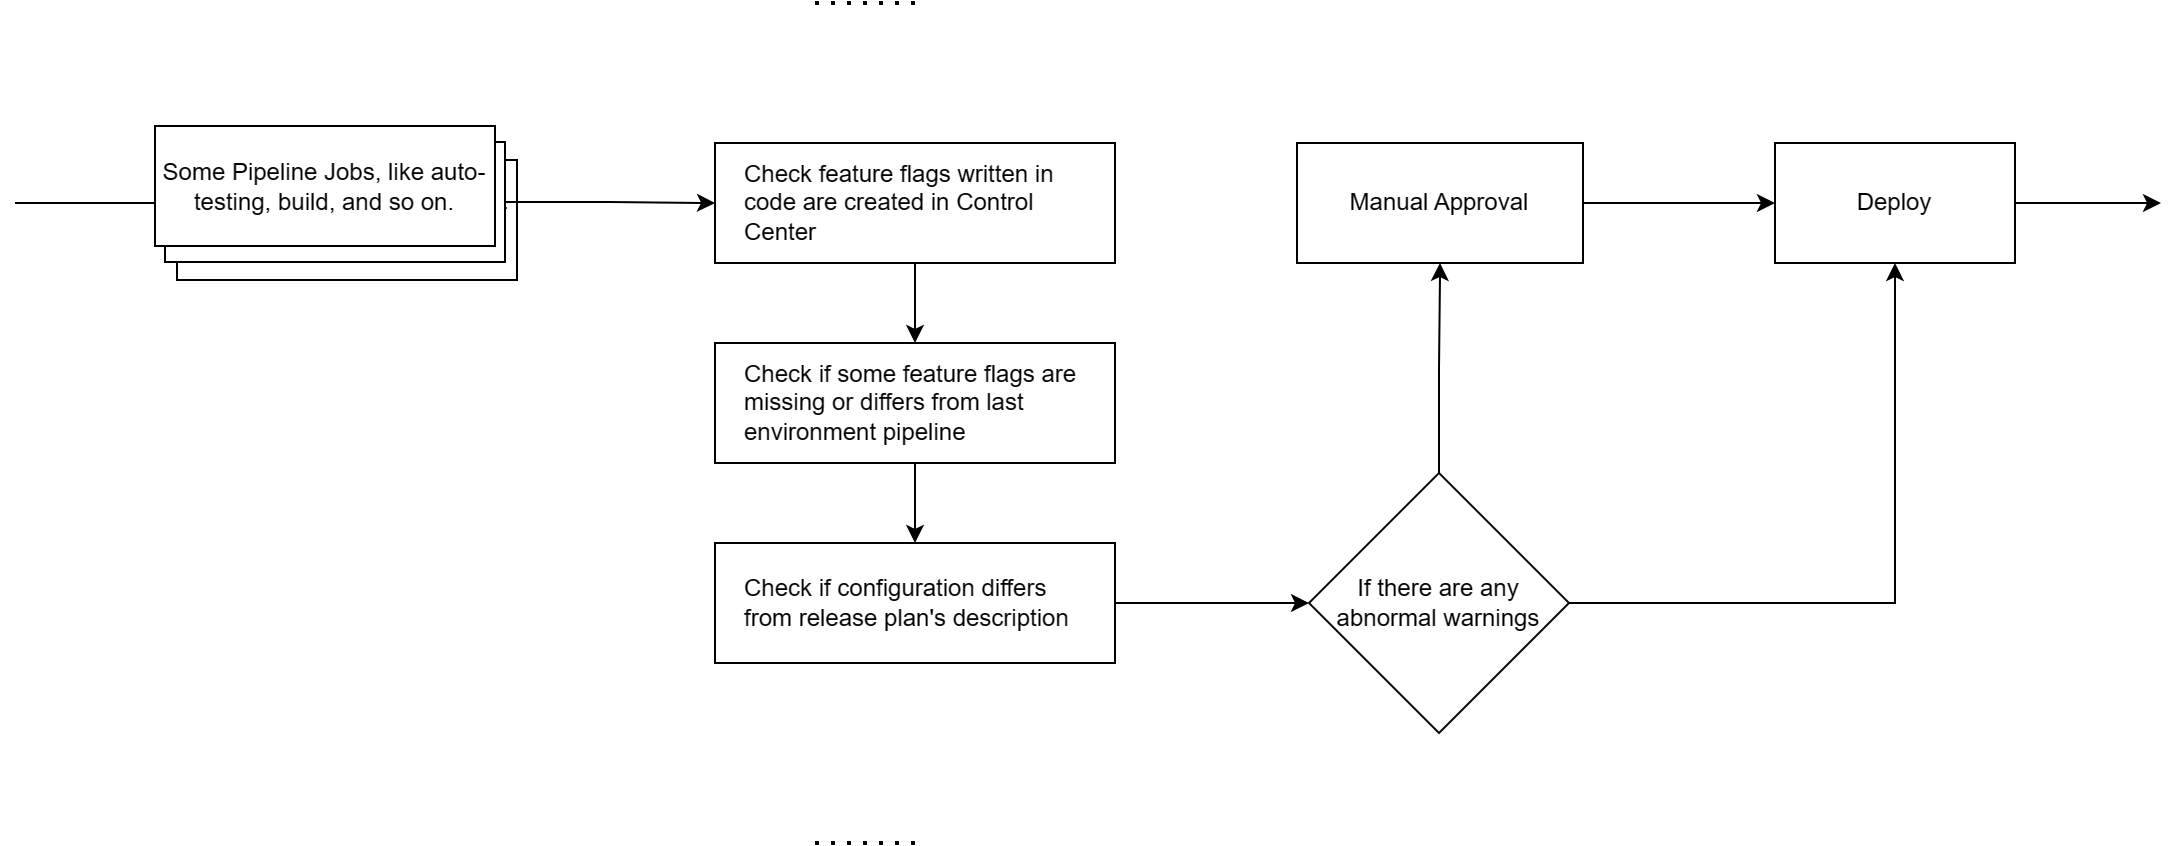 Some Pipeline Jobs, like auto-
testing, build, and so on.
Check feature flags written in
code are created in Control
Center
Check if some feature flags are
missing or differs from last
environment pipeline
Check if configuration differs
from release plan's description
If there are any
abnormal warnings
Manual Approval
Deploy